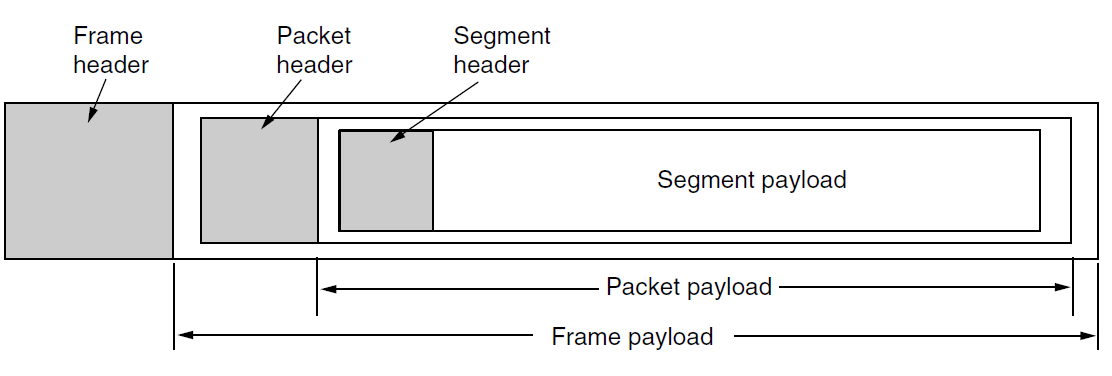 Frame
header
Packet
header
Segment
header
Segment payload
Packet payload
Frame payload